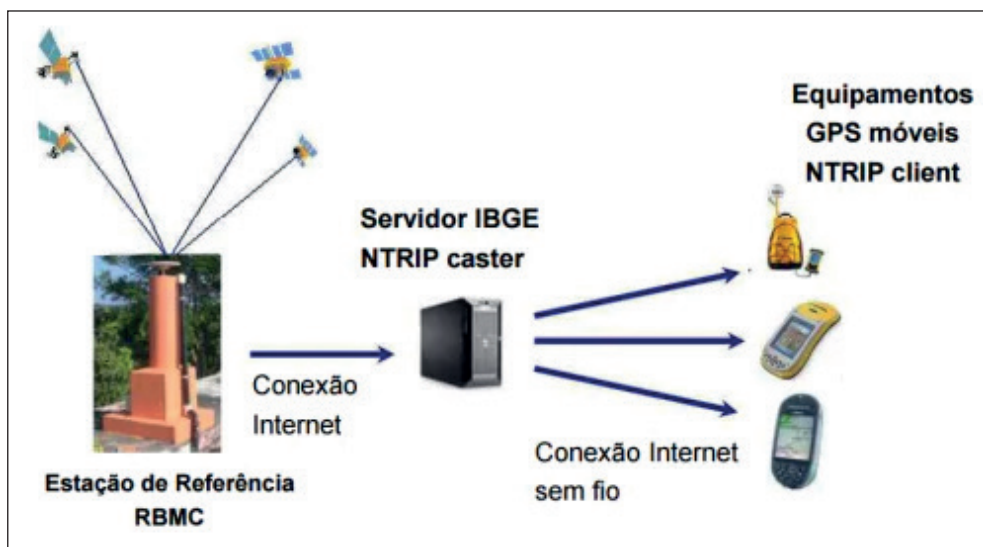 Equipamentos
GPS móveis
NTRIP client
Servidor IBGE
NTRIP caster
Conexão
Internet
Conexão Internet
sem fio
Estação de Referência
RBMC